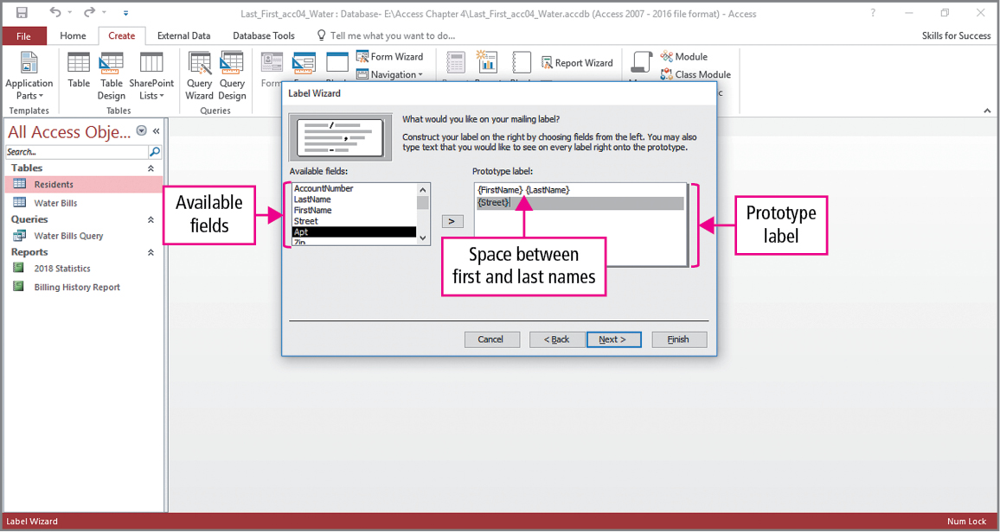 Last_First_acc04_Water : Database- E:\Access Chapter 4\Last_First_acc04_Water.accdb (Access 2007 - 2016 file format) - Access ?
File Home Create External Data Database Tools Tell me what you want to do... Skills for Success
Application Parts
Templates
Table
Table Design
SharePoint Lists
Tables
Query Wizard
Query Design
Queries
Form Wizard
Navigation
Report Wizard
Module
Class Module
All Access Obje... «
Search...
Tables
Residents
Water Bills
Queries
Water Bills Query
Reports
2018 Statistics
Billing History Report
Label Wizard
What would you like on your mailing label?
Construct your label on the right by choosing fields from the left. You may also
type text that you would like to see on every label right onto the prototype.
Available fields:
AccountNumber
LastName
FirstName
Street
Apt
Zip
>
Prototype label:
{FirstName} {LastName}
{Street}
Available
fields
Space between
first and last names
Prototype
label
Cancel < Back Next > Finish
Label Wizard Num Lock